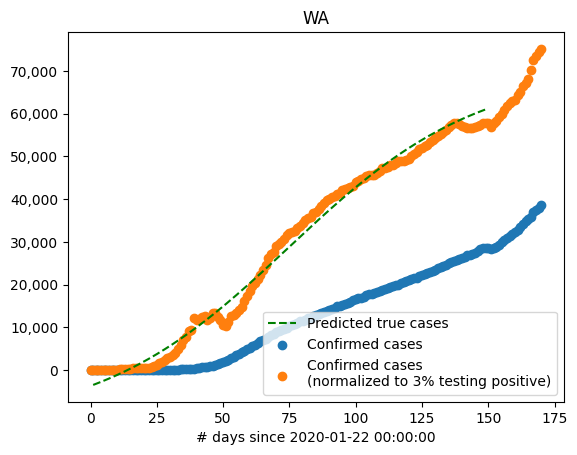 WA
70,000
60,000
50,000
40,000
30,000
20,000
10,000
0
Predicted true cases
Confirmed cases
Confirmed cases
(normalized to 3% testing positive)
0 25 50 75 100 125 150 175
# days since 2020-01-22 00:00:00